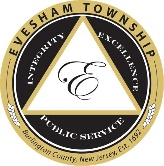 EVESHAM TOWNSHIP
INTEGRITY
EXCELLENCE
E
PUBLIC SERVICE
Burlington County, New Jersey, Est. 1692